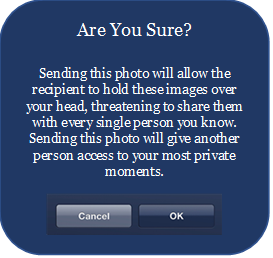 Are You Sure?
Sending this photo will allow the
recipient to hold these images over
your head, threatening to share them
with every single person you know.
Sending this photo will give another
person access to your most private
moments.
Cancel
OK